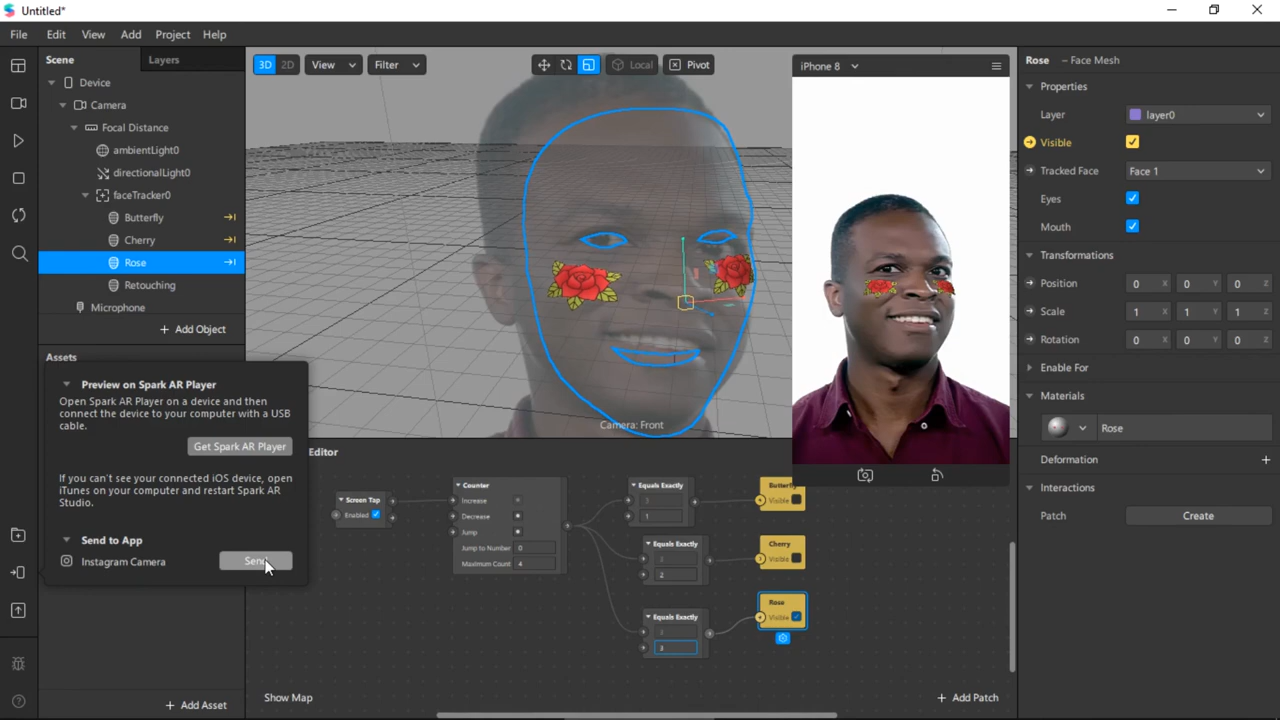 Untitled*
File Edit View Add Project Help
Scene Layers
Device
Camera
Focal Distance
ambientLight0
directionalLight0
faceTracker0
Butterfly
Cherry
Rose
Retouching
Microphone
+ Add Object
Assets
Preview on Spark AR Player
Open Spark AR Player on a device and then
connect the device to your computer with a USB
cable.
Get Spark AR Player
If you can't see your connected iOS device, open
iTunes on your computer and restart Spark AR
Studio.
Send to App
Instagram Camera Send
+ Add Asset
3D 2D View Filter Local Pivot
Camera: Front
iPhone 8
Editor
Screen Tap
Enabled
Counter
Increase
Decrease
Jump
Jump to Number 0
Maximum Count 4
Equals Exactly
3
1
Equals Exactly
3
2
Equals Exactly
3
3
Butterfly
Visible
Cherry
Visible
Rose
Visible
Show Map
+ Add Patch
Rose – Face Mesh
Properties
Layer layer0
Visible
Tracked Face Face 1
Eyes
Mouth
Transformations
Position 0 X 0 Y 0 Z
Scale 1 X 1 Y 1 Z
Rotation 0 X 0 Y 0 Z
Enable For
Materials
Rose
Deformation +
Interactions
Patch Create